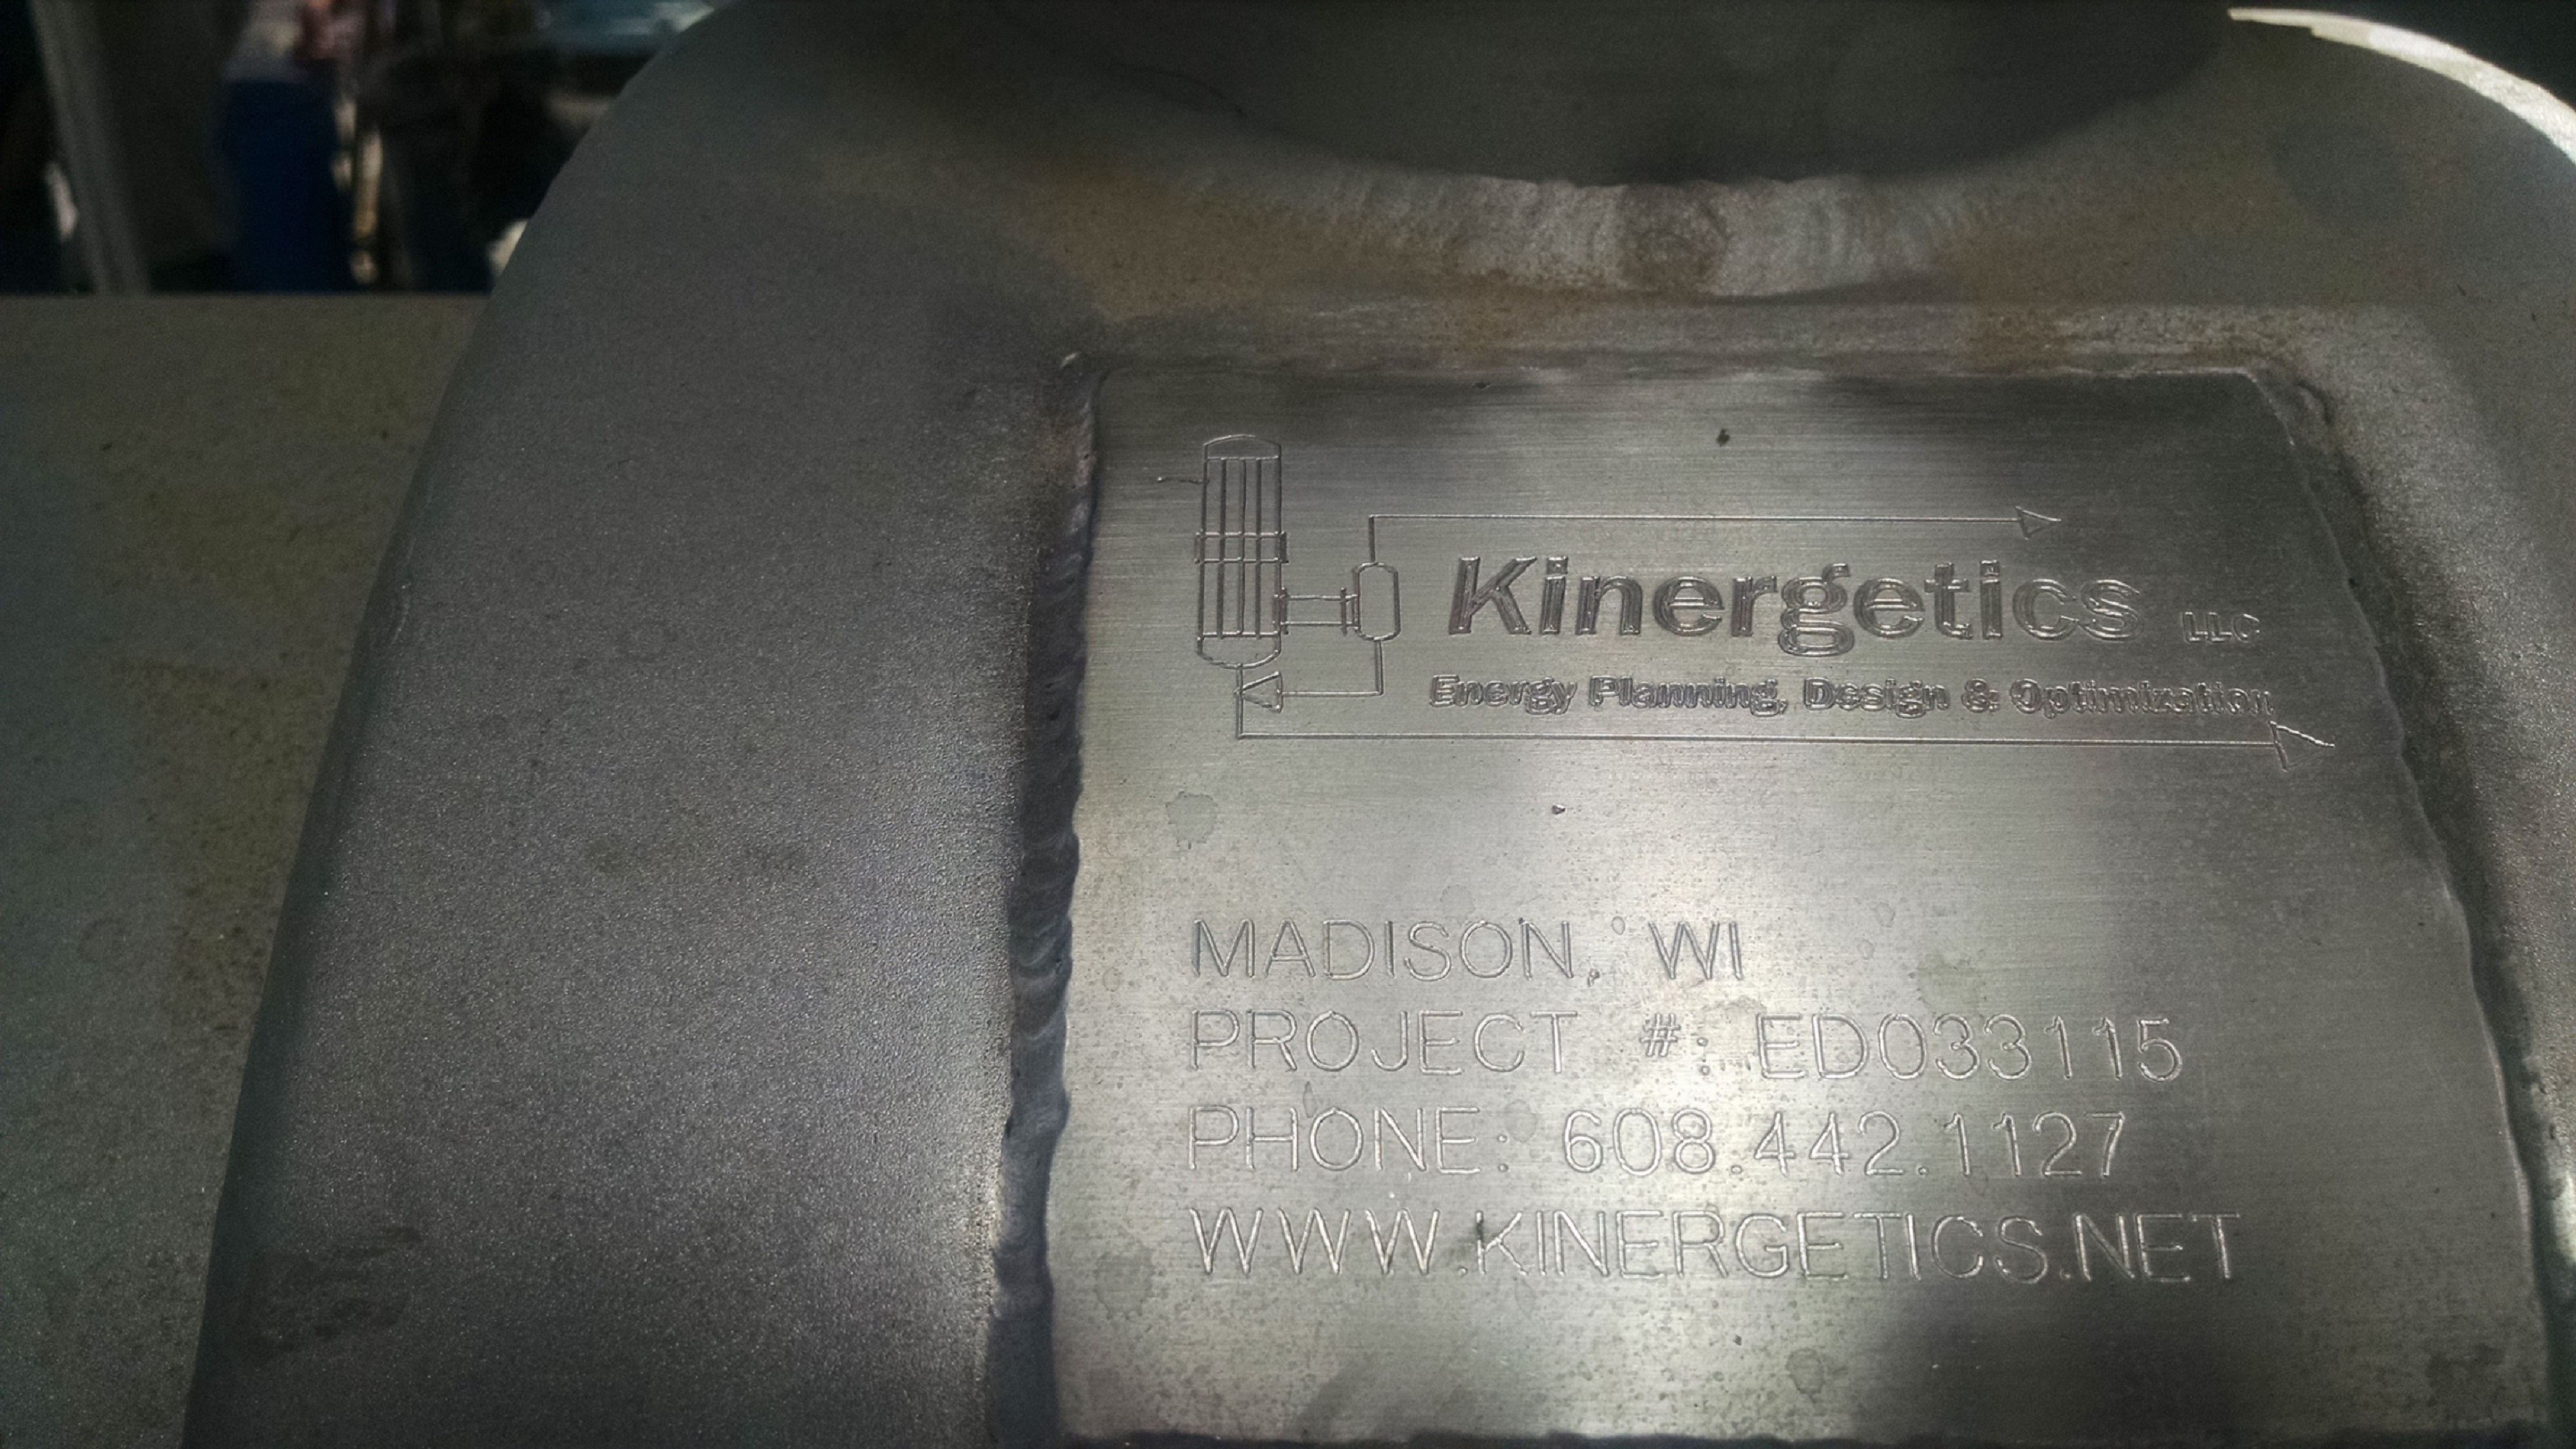 Kinergetics LLC
Energy Planning, Design & Optimization
MADISON, WI
PROJECT #: ED033115
PHONE: 608.442.1127
WWW.KINERGETICS.NET